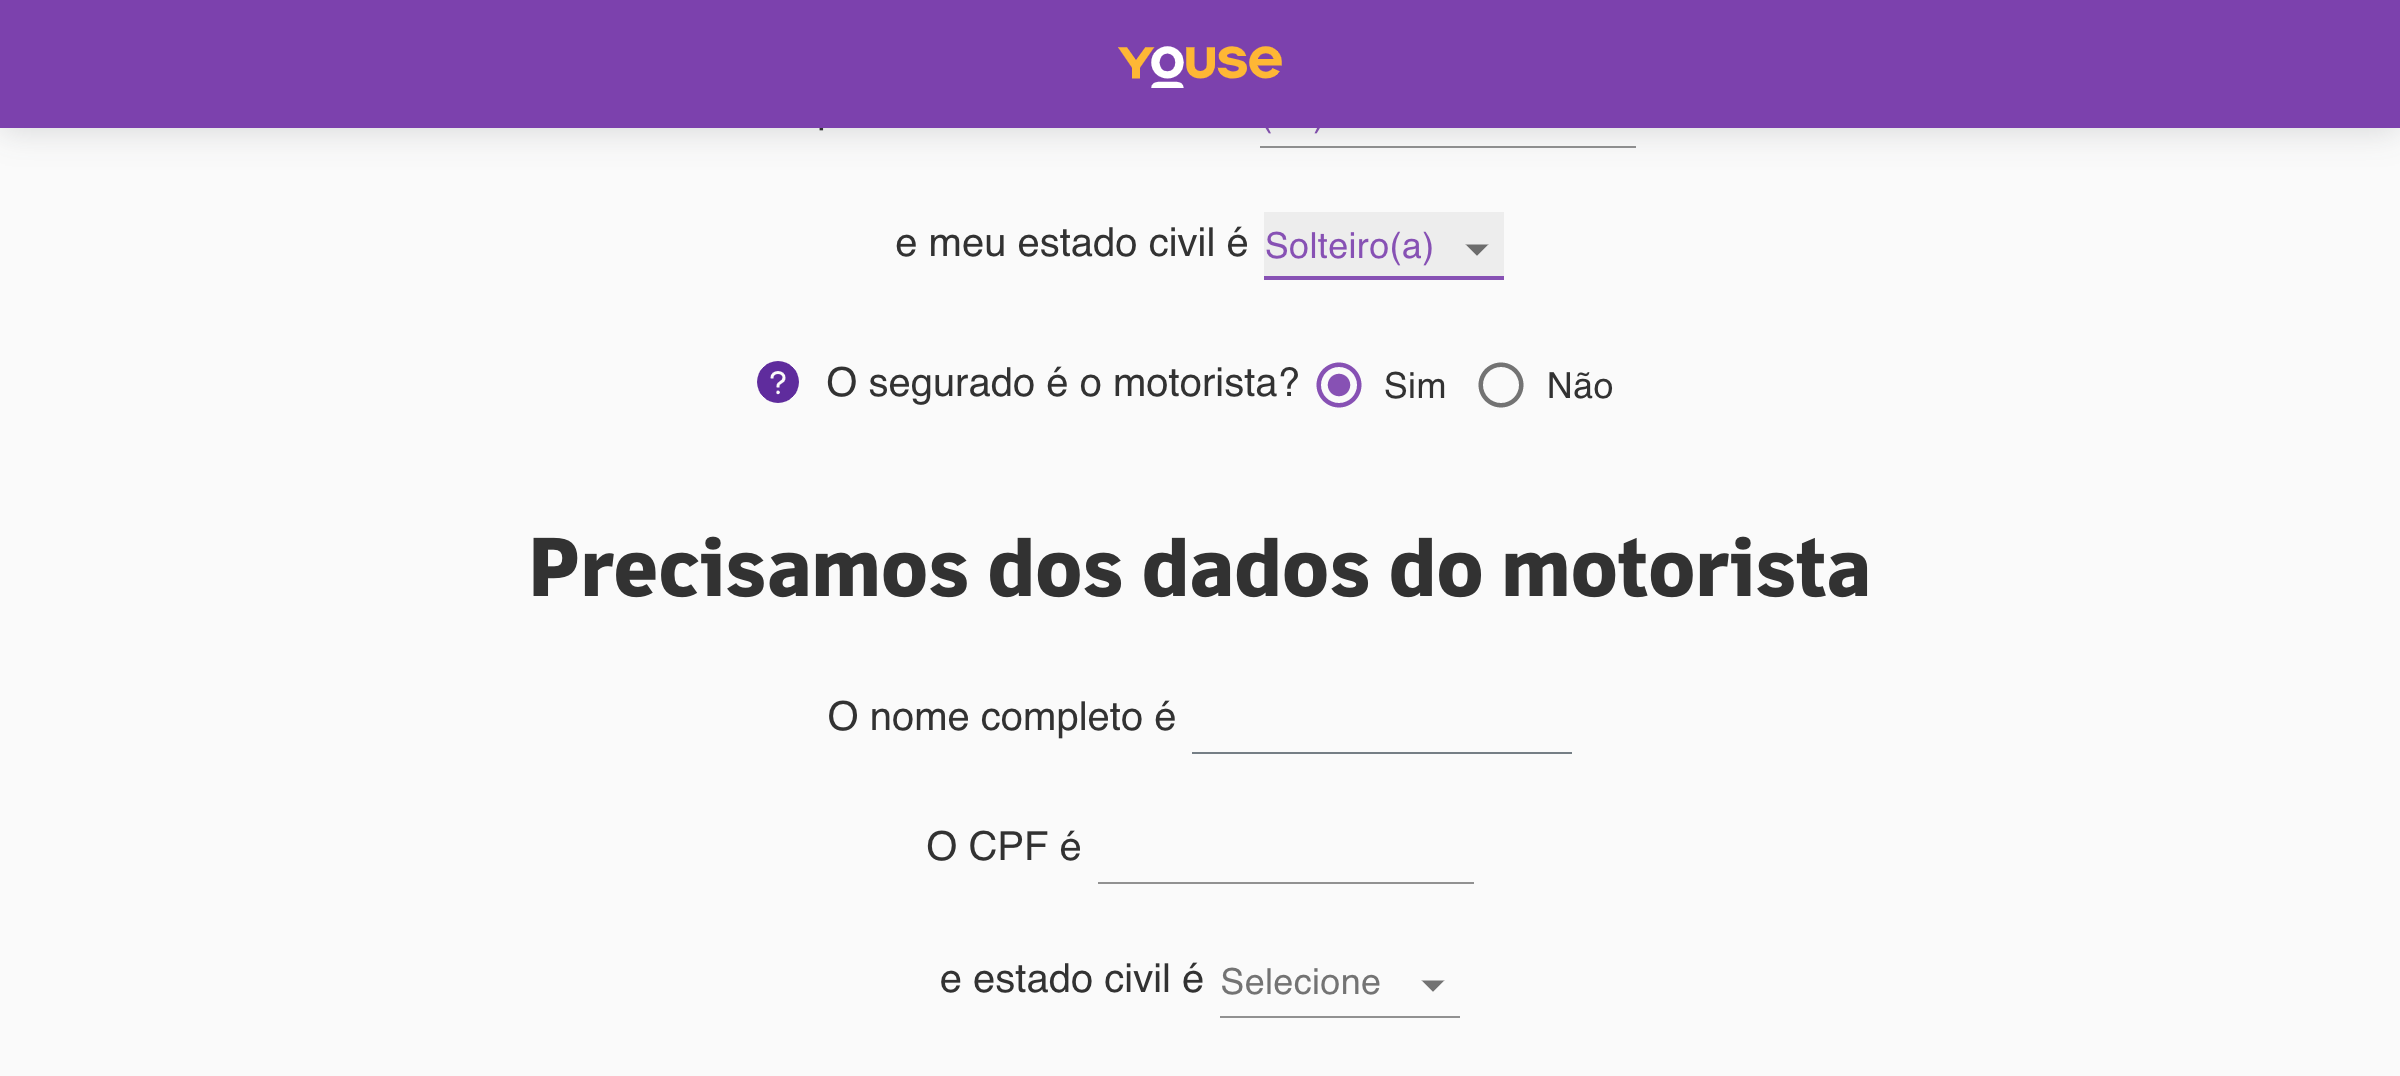 Youse
e meu estado civil é Solteiro(a)
? O segurado é o motorista? Sim Não
Precisamos dos dados do motorista
O nome completo é
O CPF é
e estado civil é Selecione